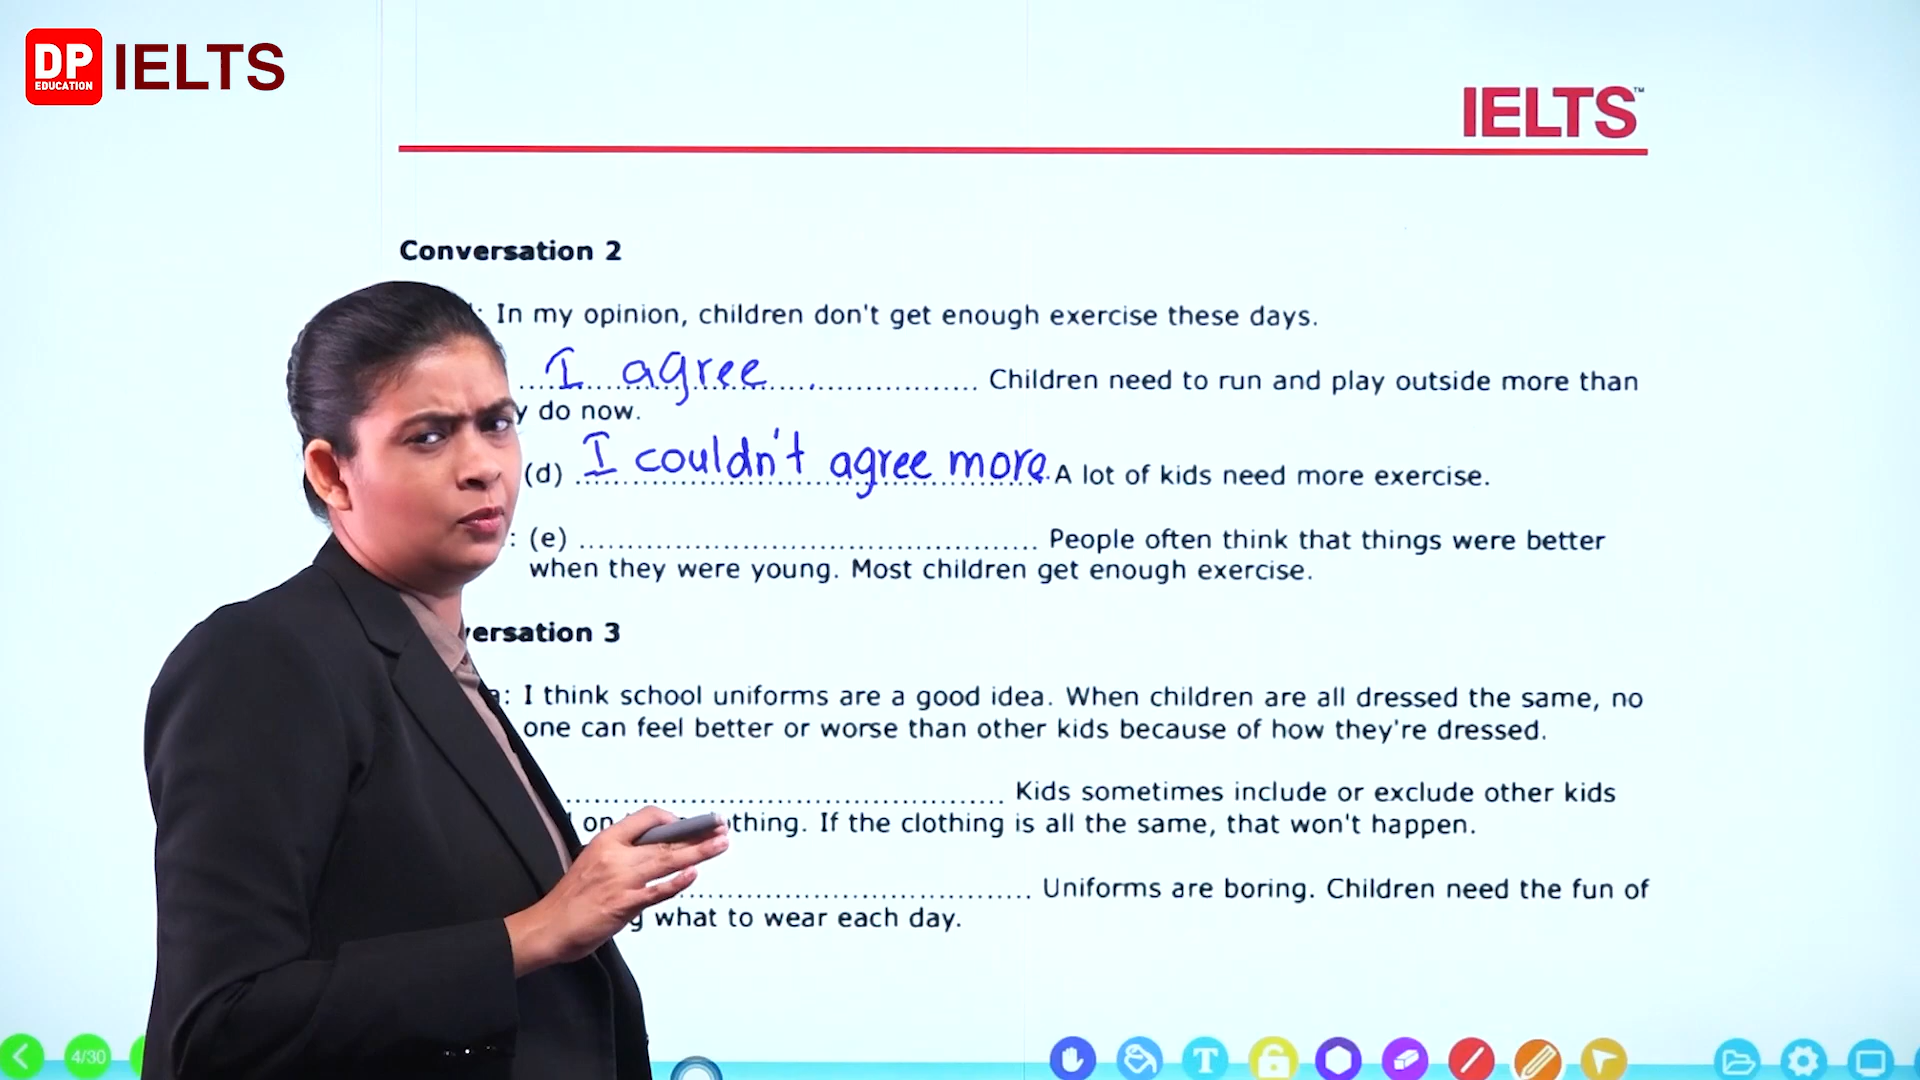 DP IELTS
EDUCATION
IELTS™
Conversation 2
: In my opinion, children don't get enough exercise these days.
I agree Children need to run and play outside more than
y do now.
(d) I couldn't agree more. A lot of kids need more exercise.
: (e) .............................................. People often think that things were better
when they were young. Most children get enough exercise.
ersation 3
a: I think school uniforms are a good idea. When children are all dressed the same, no
one can feel better or worse than other kids because of how they're dressed.
.............................................. Kids sometimes include or exclude other kids
on thing. If the clothing is all the same, that won't happen.
.............................................. Uniforms are boring. Children need the fun of
g what to wear each day.
4/30
T